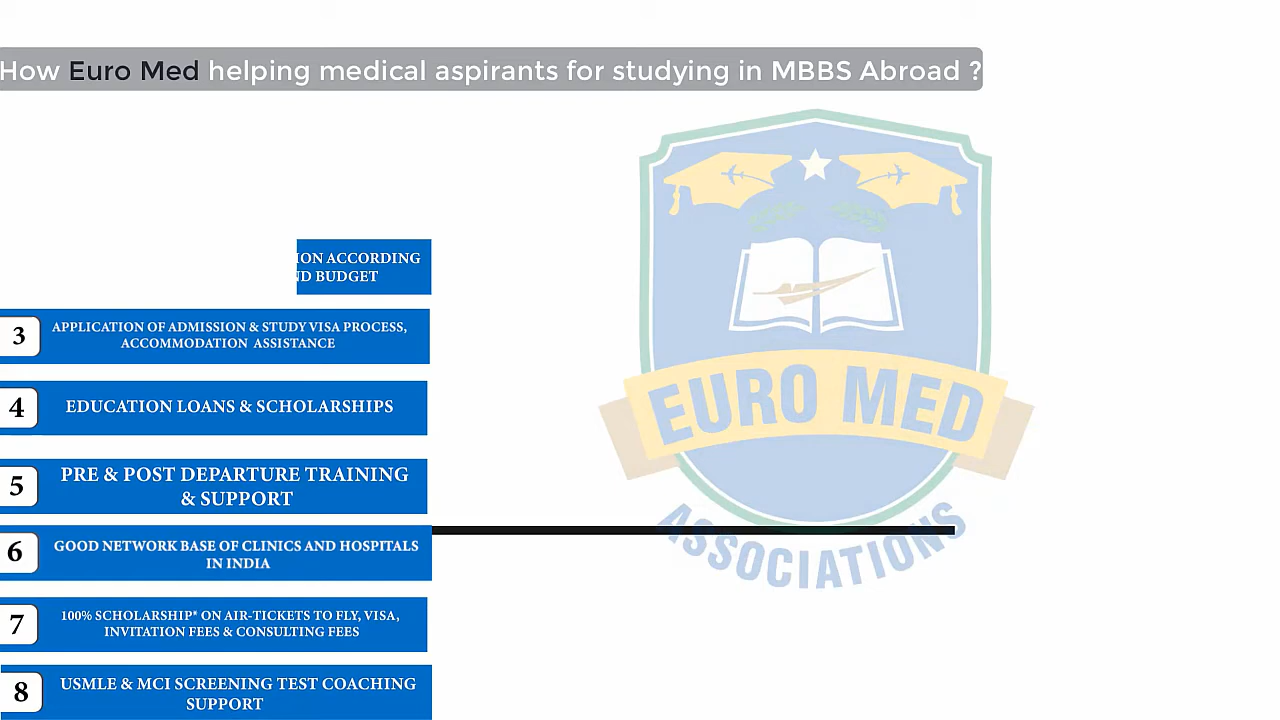 How Euro Med helping medical aspirants for studying in MBBS Abroad ?
ACCORDING
BUDGET
3
APPLICATION OF ADMISSION & STUDY VISA PROCESS,
ACCOMMODATION ASSISTANCE
4
EDUCATION LOANS & SCHOLARSHIPS
5
PRE & POST DEPARTURE TRAINING
& SUPPORT
6
GOOD NETWORK BASE OF CLINICS AND HOSPITALS
IN INDIA
7
100% SCHOLARSHIP* ON AIR-TICKETS TO FLY, VISA,
INVITATION FEES & CONSULTING FEES
8
USMLE & MCI SCREENING TEST COACHING
SUPPORT
EURO MED
ASSOCIATIONS